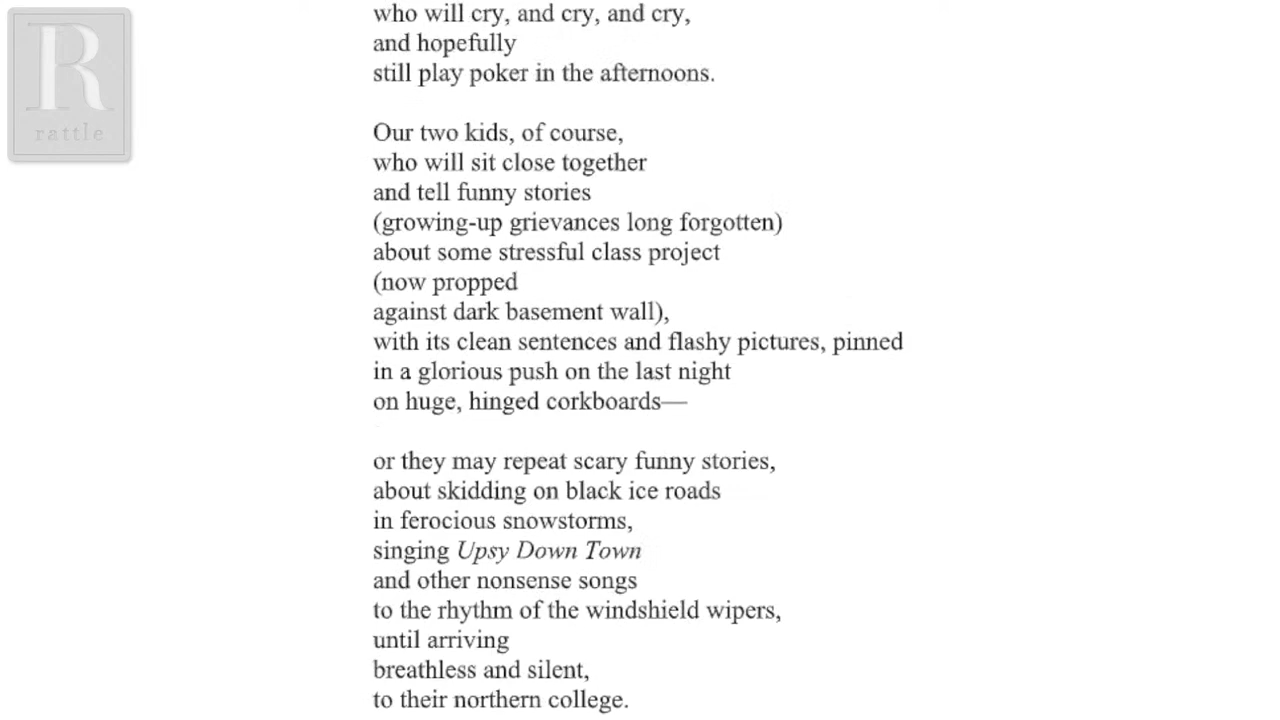 R
rattle
who will cry, and cry, and cry,
and hopefully
still play poker in the afternoons.
Our two kids, of course,
who will sit close together
and tell funny stories
(growing-up grievances long forgotten)
about some stressful class project
(now propped
against dark basement wall),
with its clean sentences and flashy pictures, pinned
in a glorious push on the last night
on huge, hinged corkboards—
or they may repeat scary funny stories,
about skidding on black ice roads
in ferocious snowstorms,
singing Upsy Down Town
and other nonsense songs
to the rhythm of the windshield wipers,
until arriving
breathless and silent,
to their northern college.